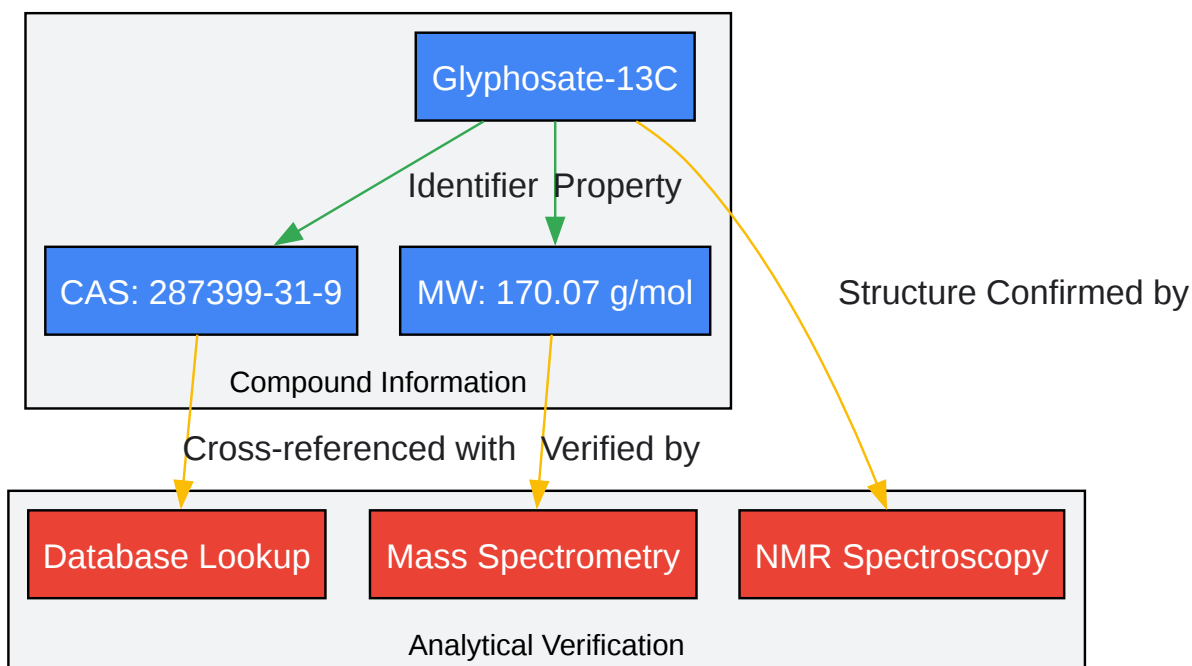 Glyphosate-13C
Identifier
Property
CAS: 287399-31-9
MW: 170.07 g/mol
Structure Confirmed by
Compound Information
Cross-referenced with
Verified by
Database Lookup
Mass Spectrometry
NMR Spectroscopy
Analytical Verification